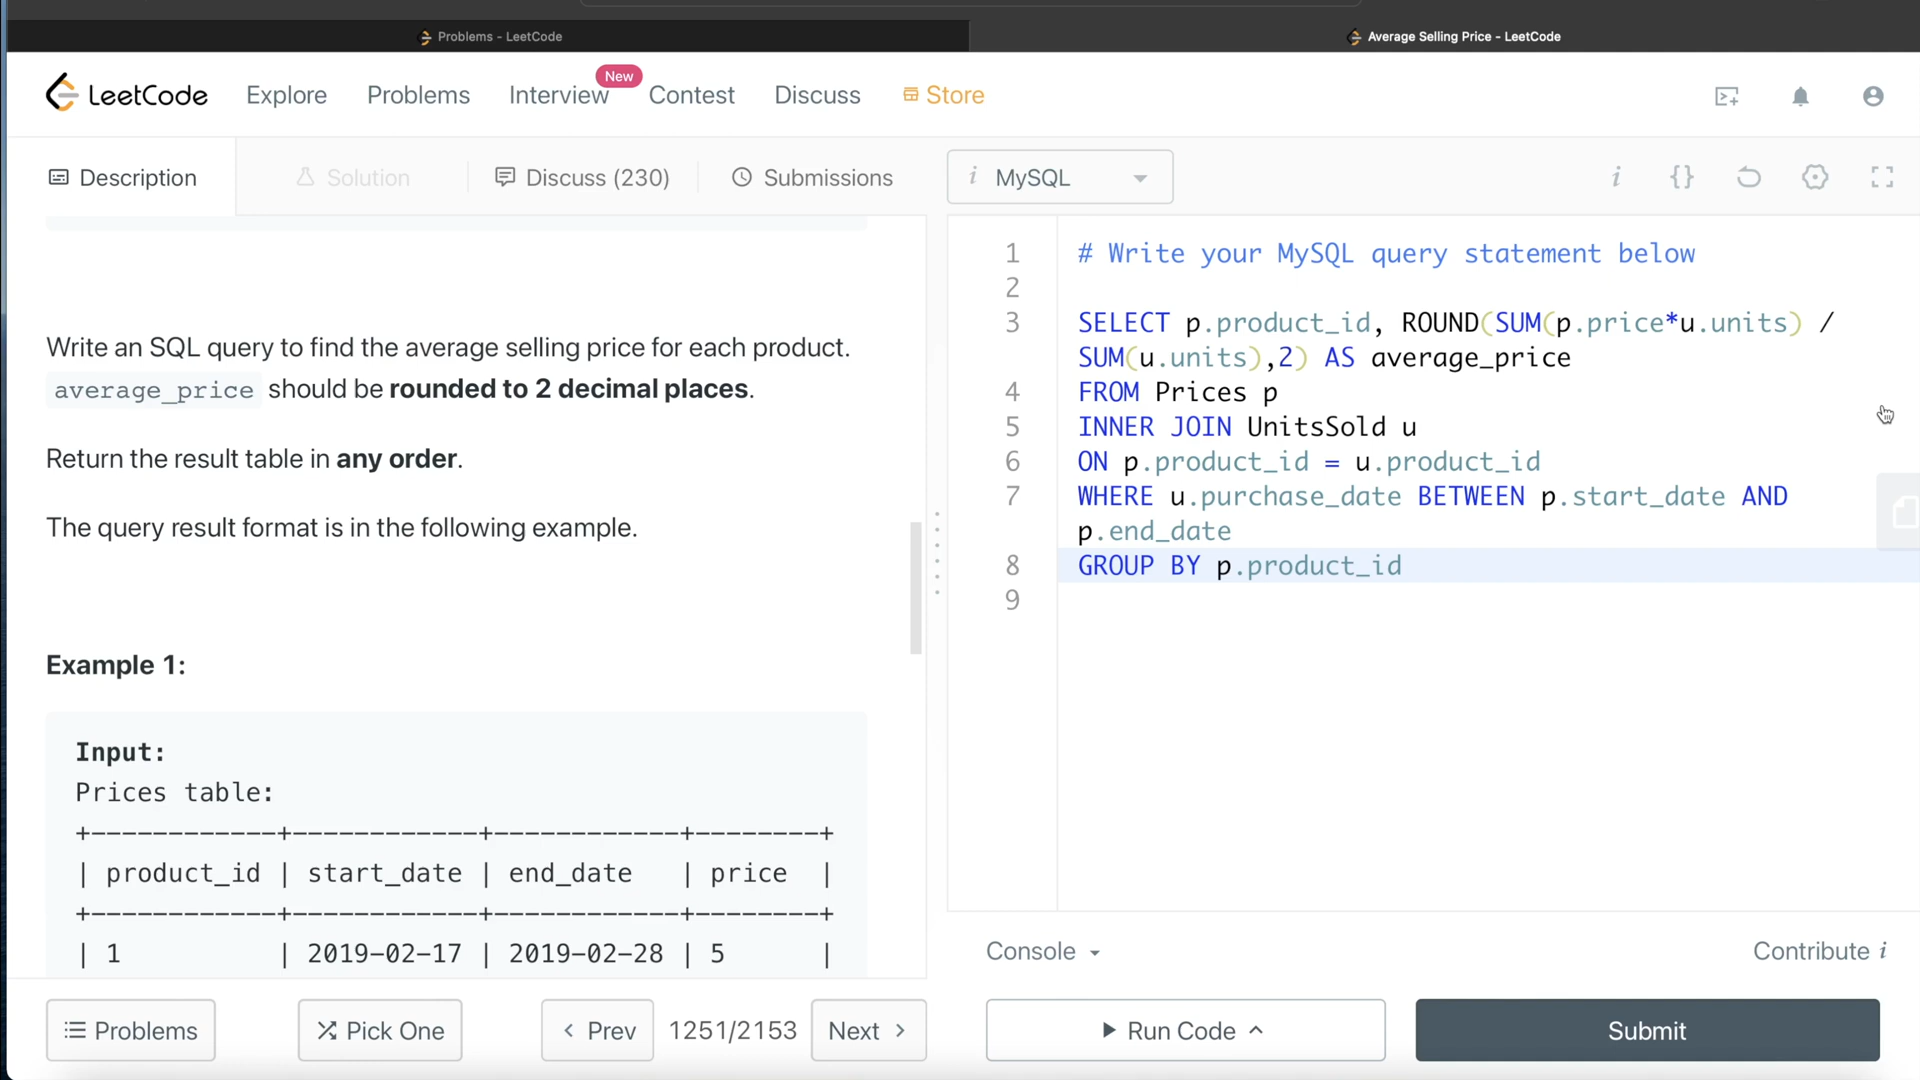 Problems - LeetCode
Average Selling Price - LeetCode
LeetCode
Explore
Problems
Interview
New
Contest
Discuss
Store
Description
Solution
Discuss (230)
Submissions
i MySQL
i {}
Write an SQL query to find the average selling price for each product.
average_price should be rounded to 2 decimal places.
Return the result table in any order.
The query result format is in the following example.
Example 1:
Input:
Prices table:
+------------+------------+------------+--------+
| product_id | start_date | end_date | price |
+------------+------------+------------+--------+
| 1 | 2019-02-17 | 2019-02-28 | 5 |
1 # Write your MySQL query statement below
2
3 SELECT p.product_id, ROUND(SUM(p.price*u.units) /
SUM(u.units),2) AS average_price
4 FROM Prices p
5 INNER JOIN UnitsSold u
6 ON p.product_id = u.product_id
7 WHERE u.purchase_date BETWEEN p.start_date AND
p.end_date
8 GROUP BY p.product_id
9
Console
Contribute i
Problems
Pick One
< Prev
1251/2153
Next >
Run Code
Submit